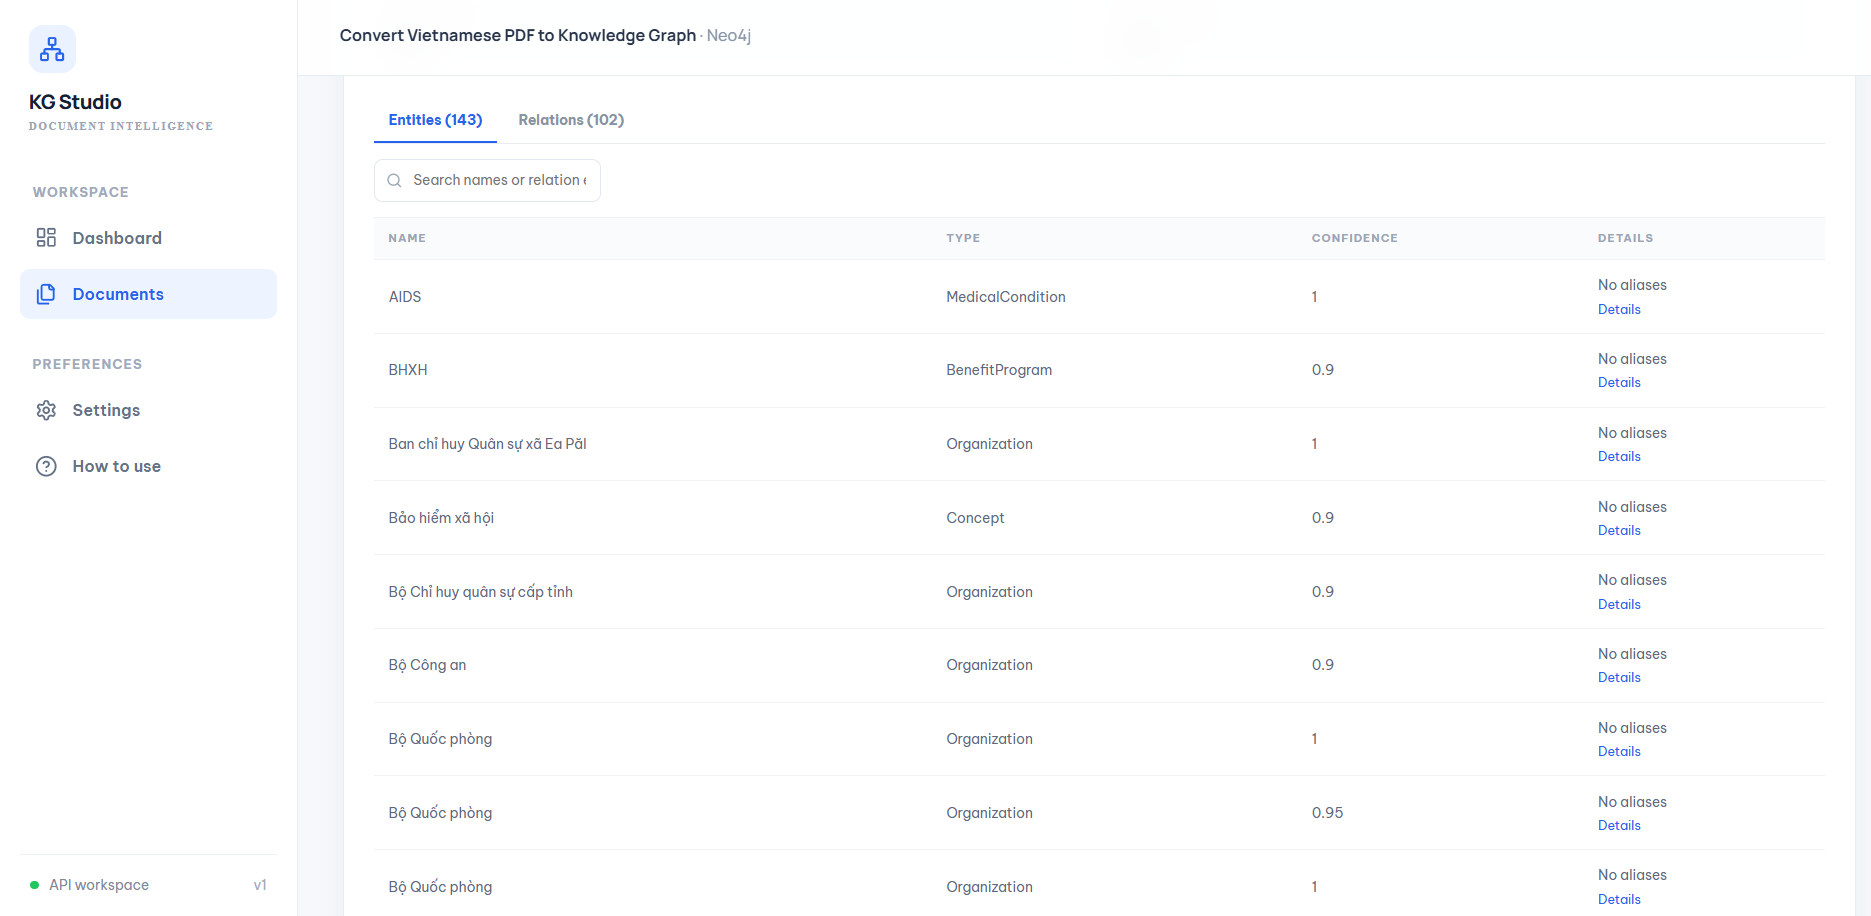 KG Studio
DOCUMENT INTELLIGENCE
WORKSPACE
Dashboard
Documents
PREFERENCES
Settings
How to use
API workspace v1
Convert Vietnamese PDF to Knowledge Graph · Neo4j
Entities (143) Relations (102)
Search names or relation e
NAME TYPE CONFIDENCE DETAILS
AIDS MedicalCondition 1 No aliases
Details
BHXH BenefitProgram 0.9 No aliases
Details
Ban chỉ huy Quân sự xã Ea Păl Organization 1 No aliases
Details
Bảo hiểm xã hội Concept 0.9 No aliases
Details
Bộ Chỉ huy quân sự cấp tỉnh Organization 0.9 No aliases
Details
Bộ Công an Organization 0.9 No aliases
Details
Bộ Quốc phòng Organization 1 No aliases
Details
Bộ Quốc phòng Organization 0.95 No aliases
Details
Bộ Quốc phòng Organization 1 No aliases
Details